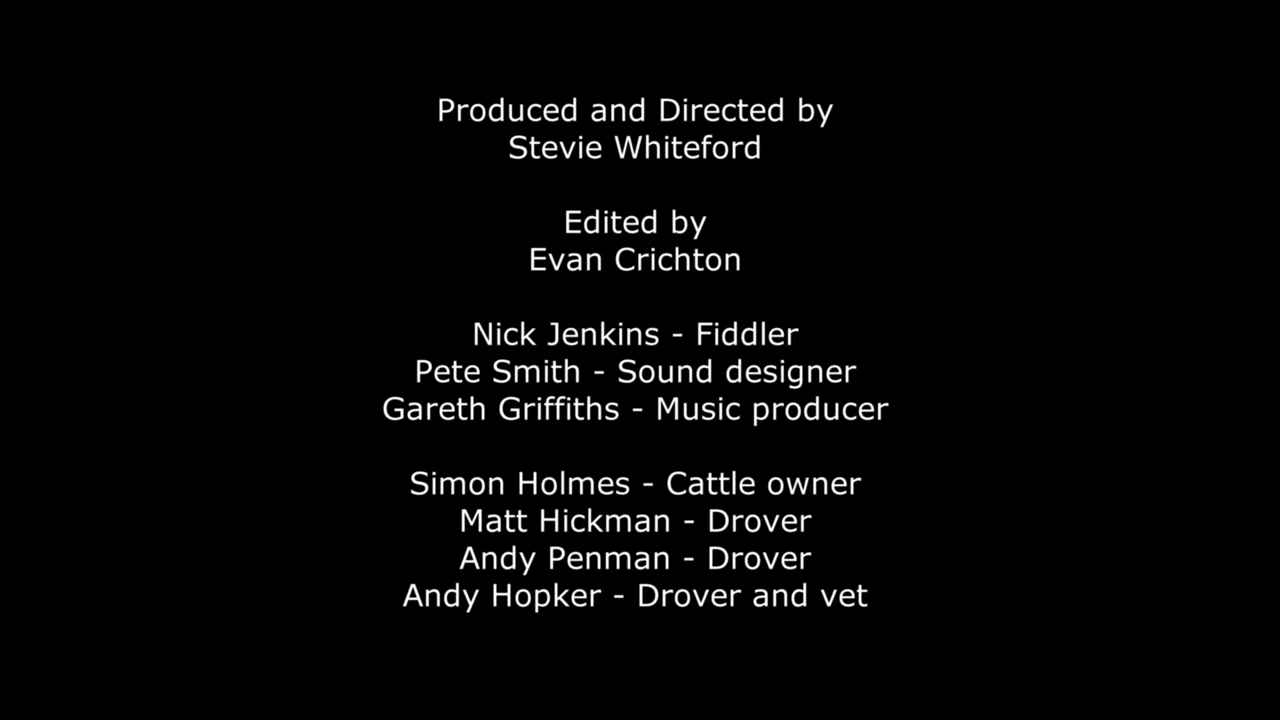 Produced and Directed by
Stevie Whiteford
Edited by
Evan Crichton
Nick Jenkins - Fiddler
Pete Smith - Sound designer
Gareth Griffiths - Music producer
Simon Holmes - Cattle owner
Matt Hickman - Drover
Andy Penman - Drover
Andy Hopker - Drover and vet